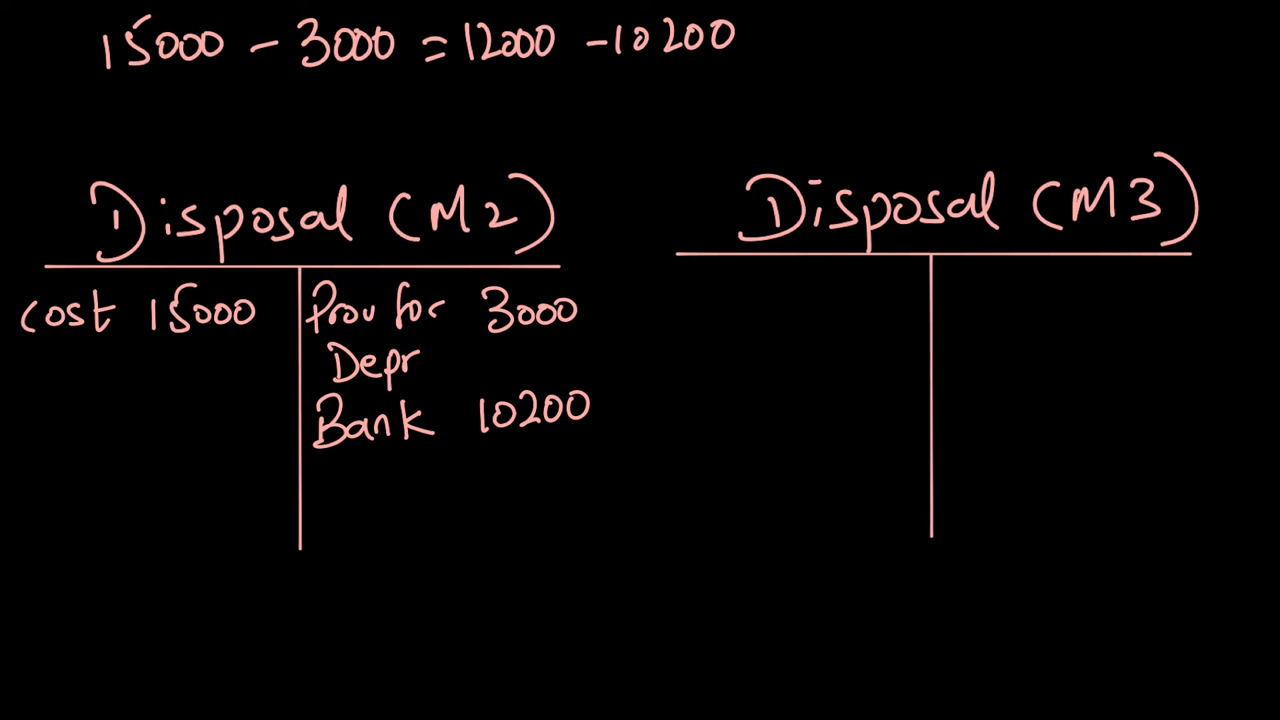 15000 - 3000 = 12000 - 10200
Disposal (M2)
cost 15000
Prov for 3000
Depr
Bank 10200
Disposal (M3)